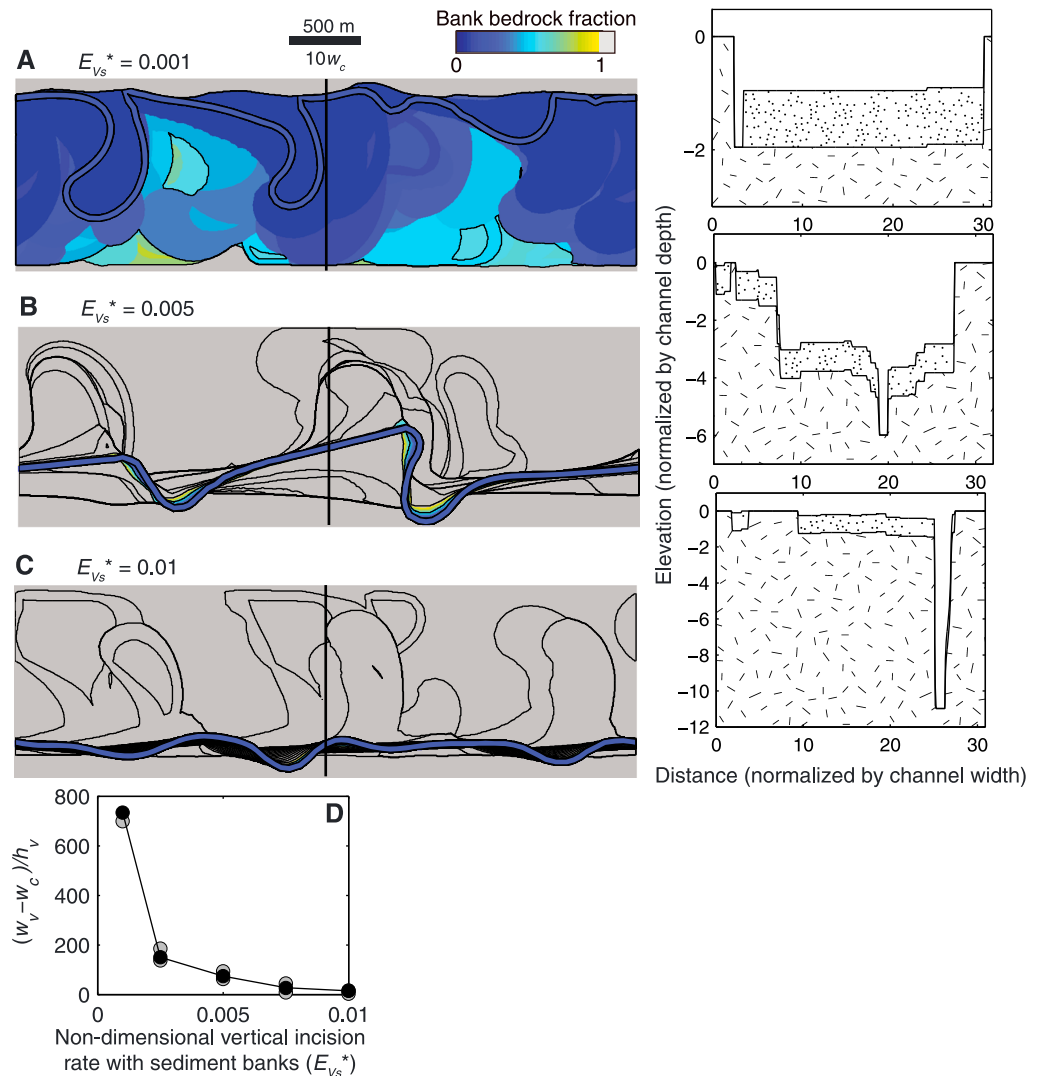 500 m
10w_c
Bank bedrock fraction
0 1
A E_Vs* = 0.001
B E_Vs* = 0.005
C E_Vs* = 0.01
0
−2
0 10 20 30
0
−2
−4
−6
0 10 20 30
0
−2
−4
−6
−8
−10
−12
0 10 20 30
Elevation (normalized by channel depth)
Distance (normalized by channel width)
D
800
600
400
200
0
0 0.005 0.01
(w_v−w_c)/h_v
Non-dimensional vertical incision
rate with sediment banks (E_Vs*)